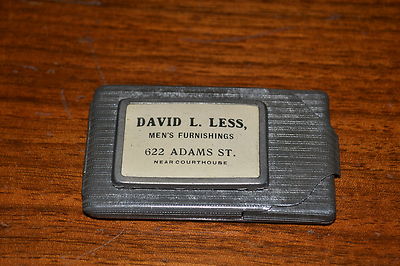 DAVID L. LESS,
MEN'S FURNISHINGS
622 ADAMS ST.
NEAR COURTHOUSE